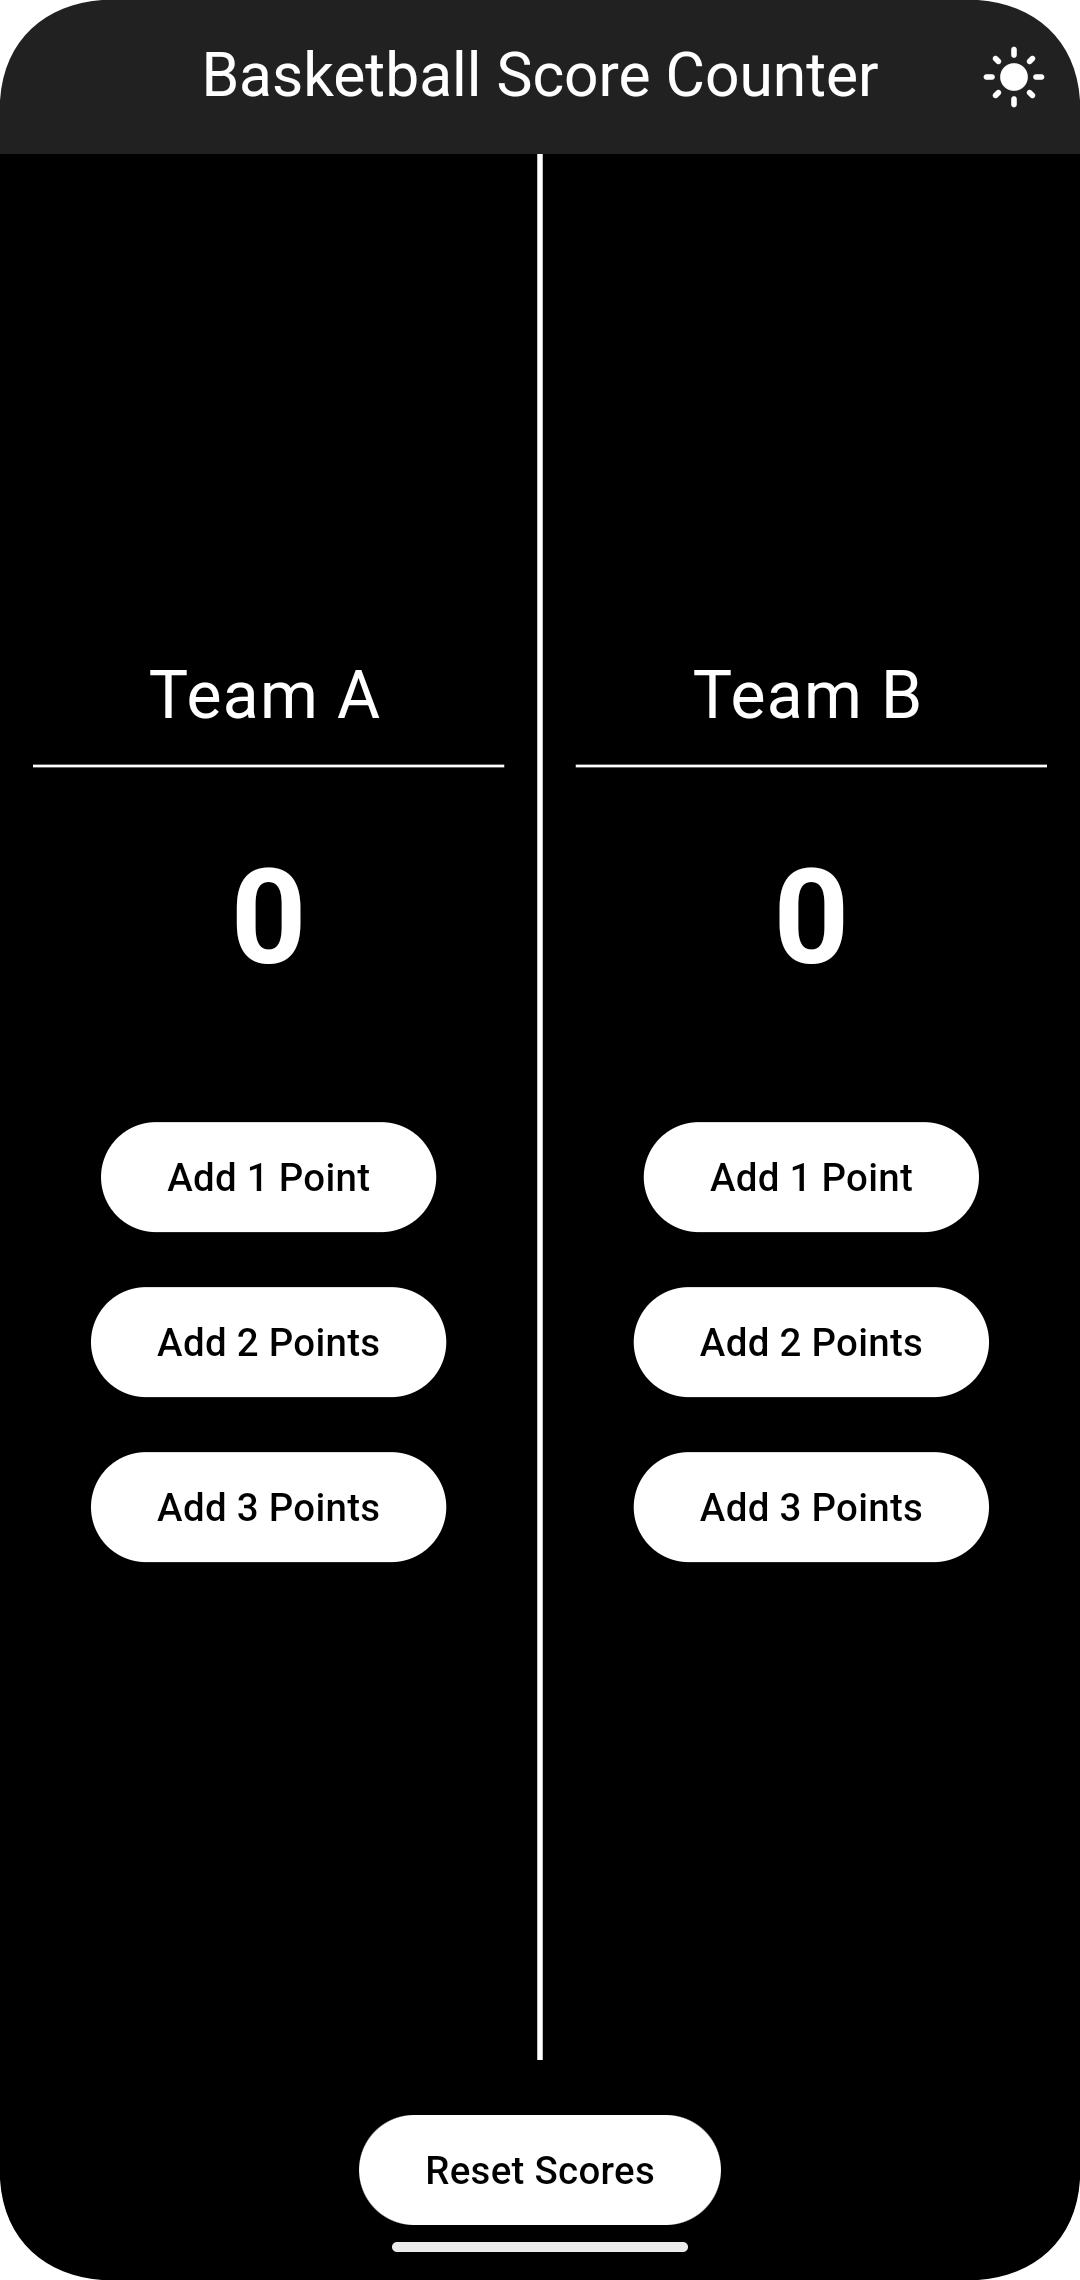 Basketball Score Counter
Team A
0
Add 1 Point
Add 2 Points
Add 3 Points
Team B
0
Add 1 Point
Add 2 Points
Add 3 Points
Reset Scores